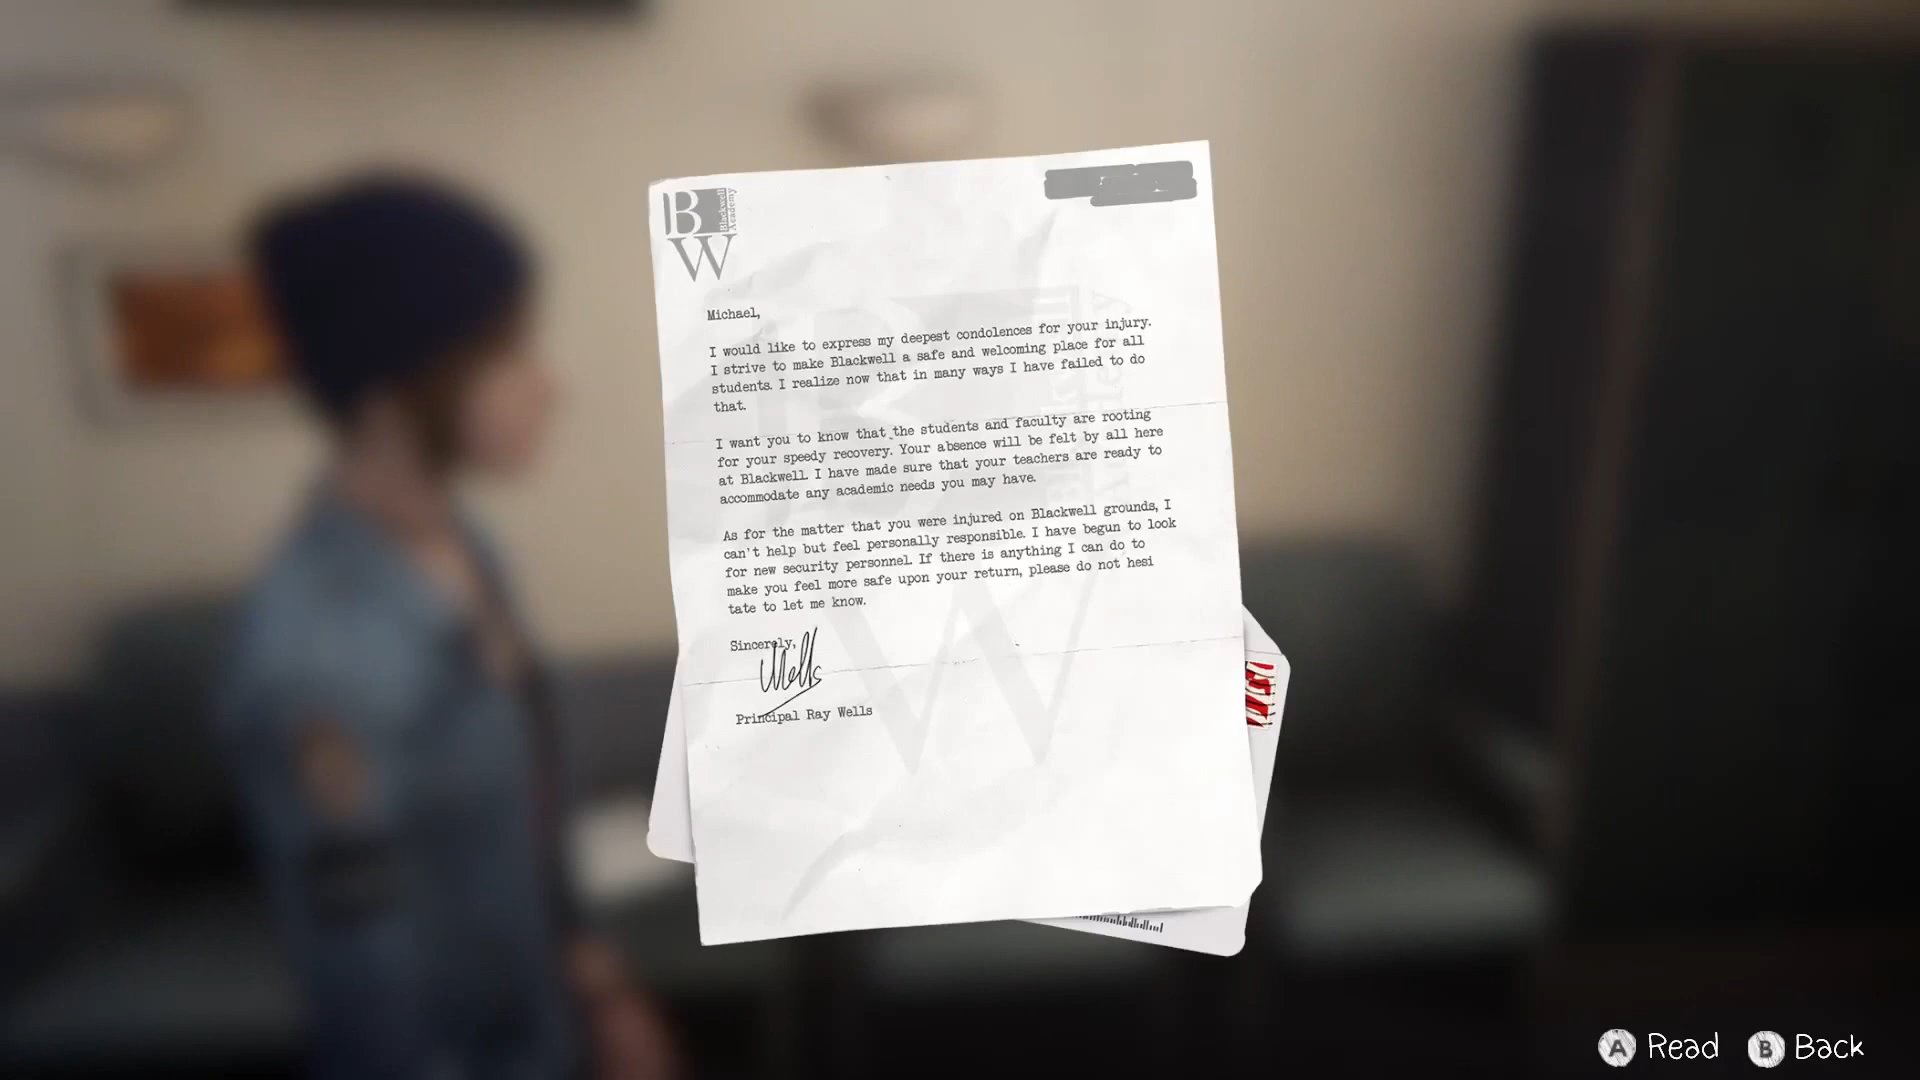 B
Blackwell
Academy
W
Michael,
I would like to express my deepest condolences for your injury.
I strive to make Blackwell a safe and welcoming place for all
students. I realize now that in many ways I have failed to do
that.
I want you to know that the students and faculty are rooting
for your speedy recovery. Your absence will be felt by all here
at Blackwell. I have made sure that your teachers are ready to
accommodate any academic needs you may have.
As for the matter that you were injured on Blackwell grounds, I
can't help but feel personally responsible. I have begun to look
for new security personnel. If there is anything I can do to
make you feel more safe upon your return, please do not hesi
tate to let me know.
Sincerely,
Wells
Principal Ray Wells
A Read
B Back